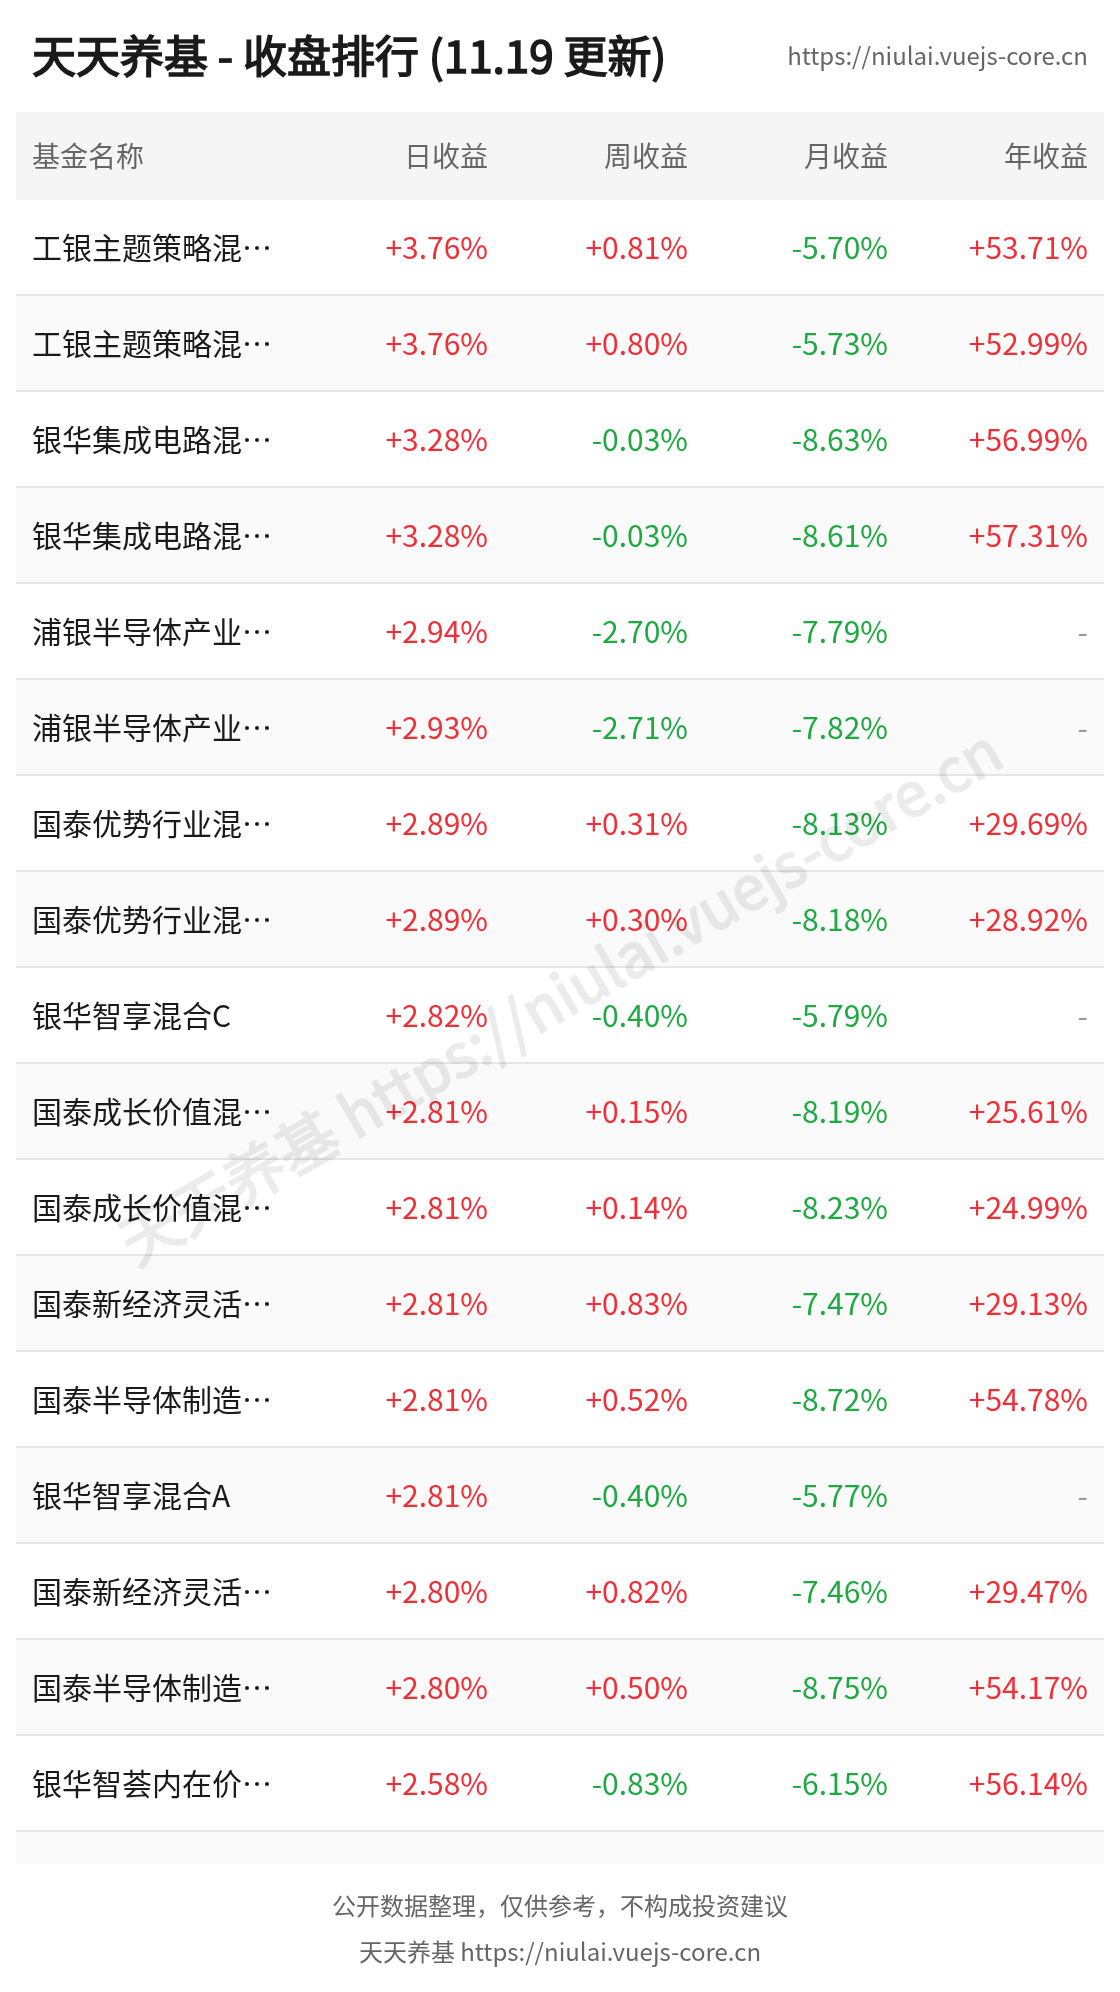 天天养基 - 收盘排行 (11.19 更新) https://niulai.vuejs-core.cn
基金名称 日收益 周收益 月收益 年收益
工银主题策略混… +3.76% +0.81% -5.70% +53.71%
工银主题策略混… +3.76% +0.80% -5.73% +52.99%
银华集成电路混… +3.28% -0.03% -8.63% +56.99%
银华集成电路混… +3.28% -0.03% -8.61% +57.31%
浦银半导体产业… +2.94% -2.70% -7.79% -
浦银半导体产业… +2.93% -2.71% -7.82% -
国泰优势行业混… +2.89% +0.31% -8.13% +29.69%
国泰优势行业混… +2.89% +0.30% -8.18% +28.92%
银华智享混合C +2.82% -0.40% -5.79% -
国泰成长价值混… +2.81% +0.15% -8.19% +25.61%
国泰成长价值混… +2.81% +0.14% -8.23% +24.99%
国泰新经济灵活… +2.81% +0.83% -7.47% +29.13%
国泰半导体制造… +2.81% +0.52% -8.72% +54.78%
银华智享混合A +2.81% -0.40% -5.77% -
国泰新经济灵活… +2.80% +0.82% -7.46% +29.47%
国泰半导体制造… +2.80% +0.50% -8.75% +54.17%
银华智荟内在价… +2.58% -0.83% -6.15% +56.14%
天天养基 https://niulai.vuejs-core.cn
公开数据整理，仅供参考，不构成投资建议
天天养基 https://niulai.vuejs-core.cn